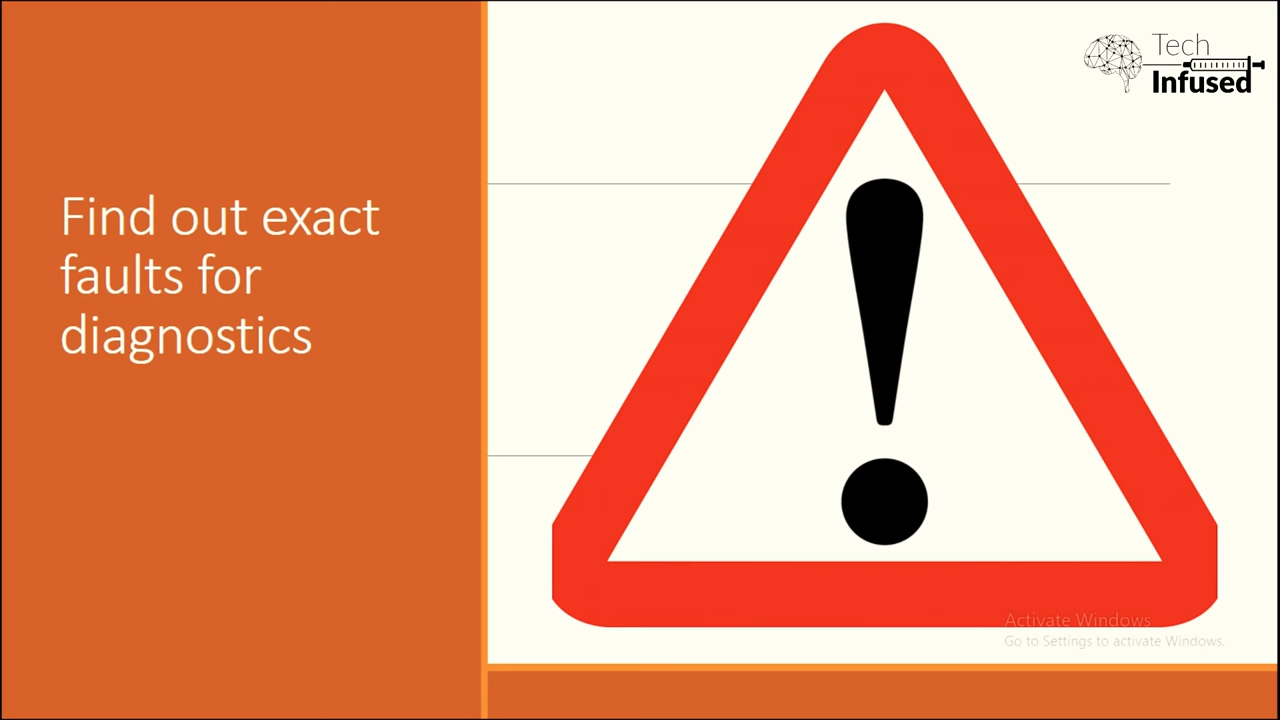 Tech
Infused
Find out exact
faults for
diagnostics
Activate Windows
Go to Settings to activate Windows.